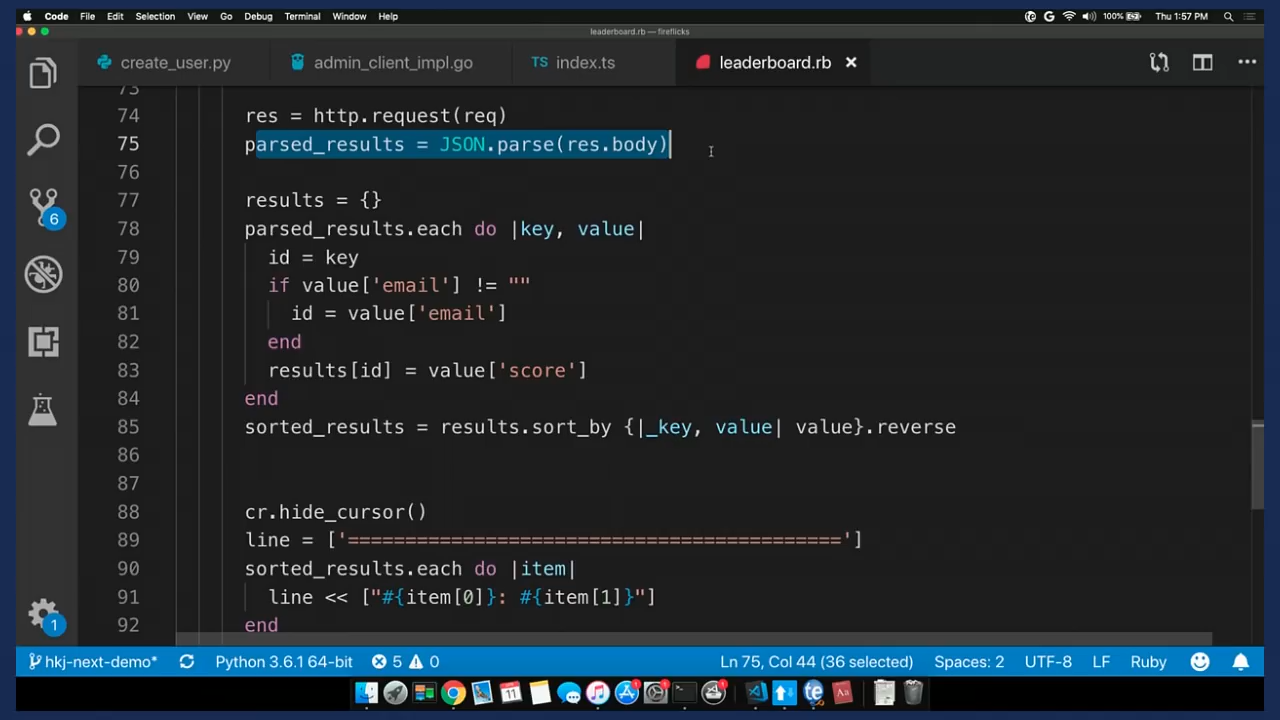 Code File Edit Selection View Go Debug Terminal Window Help 100% Thu 1:57 PM
leaderboard.rb — fireflicks
create_user.py admin_client_impl.go TS index.ts leaderboard.rb
73
74 res = http.request(req)
75 parsed_results = JSON.parse(res.body)
76
77 results = {}
78 parsed_results.each do |key, value|
79 id = key
80 if value['email'] != ""
81 id = value['email']
82 end
83 results[id] = value['score']
84 end
85 sorted_results = results.sort_by {|_key, value| value}.reverse
86
87
88 cr.hide_cursor()
89 line = ['===========================================']
90 sorted_results.each do |item|
91 line << ["#{item[0]}: #{item[1]}"]
92 end
6
1
hkj-next-demo* Python 3.6.1 64-bit 5 0 Ln 75, Col 44 (36 selected) Spaces: 2 UTF-8 LF Ruby